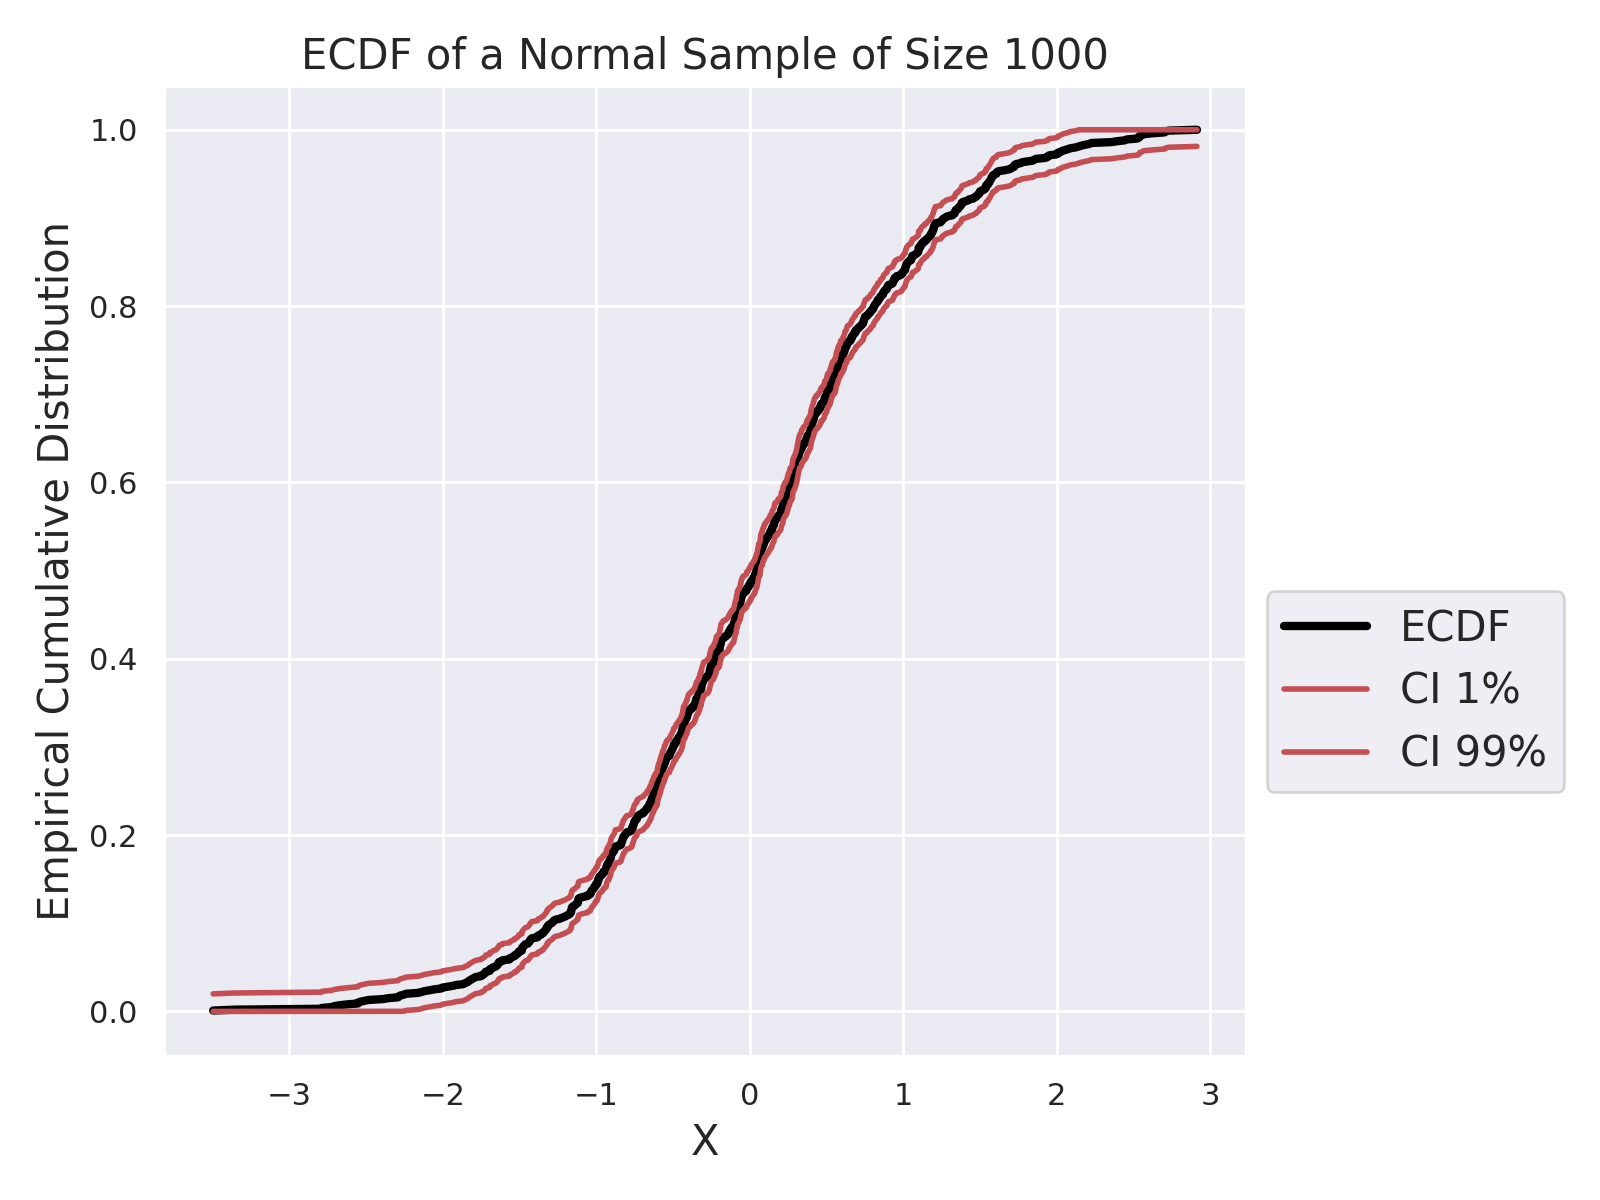 ECDF of a Normal Sample of Size 1000
Empirical Cumulative Distribution
1.0
0.8
0.6
0.4
0.2
0.0
−3 −2 −1 0 1 2 3
X
ECDF
CI 1%
CI 99%